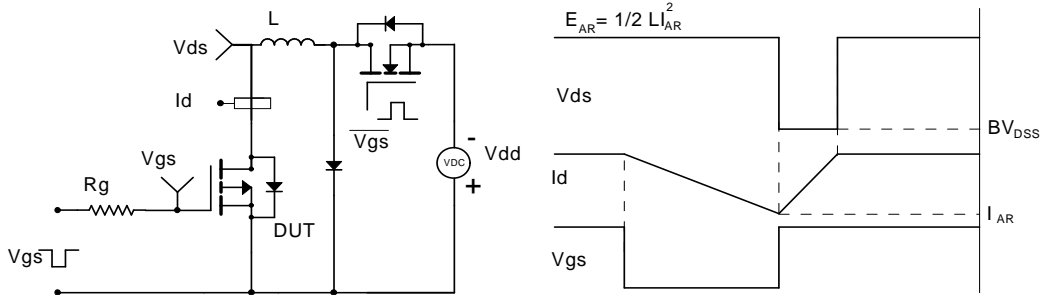 L
Vds
Id
Vgs
Rg
Vgs
DUT
Vgs
VDC
-
+
Vdd
E_AR= 1/2 LI_AR^2
Vds
BV_DSS
Id
I_AR
Vgs